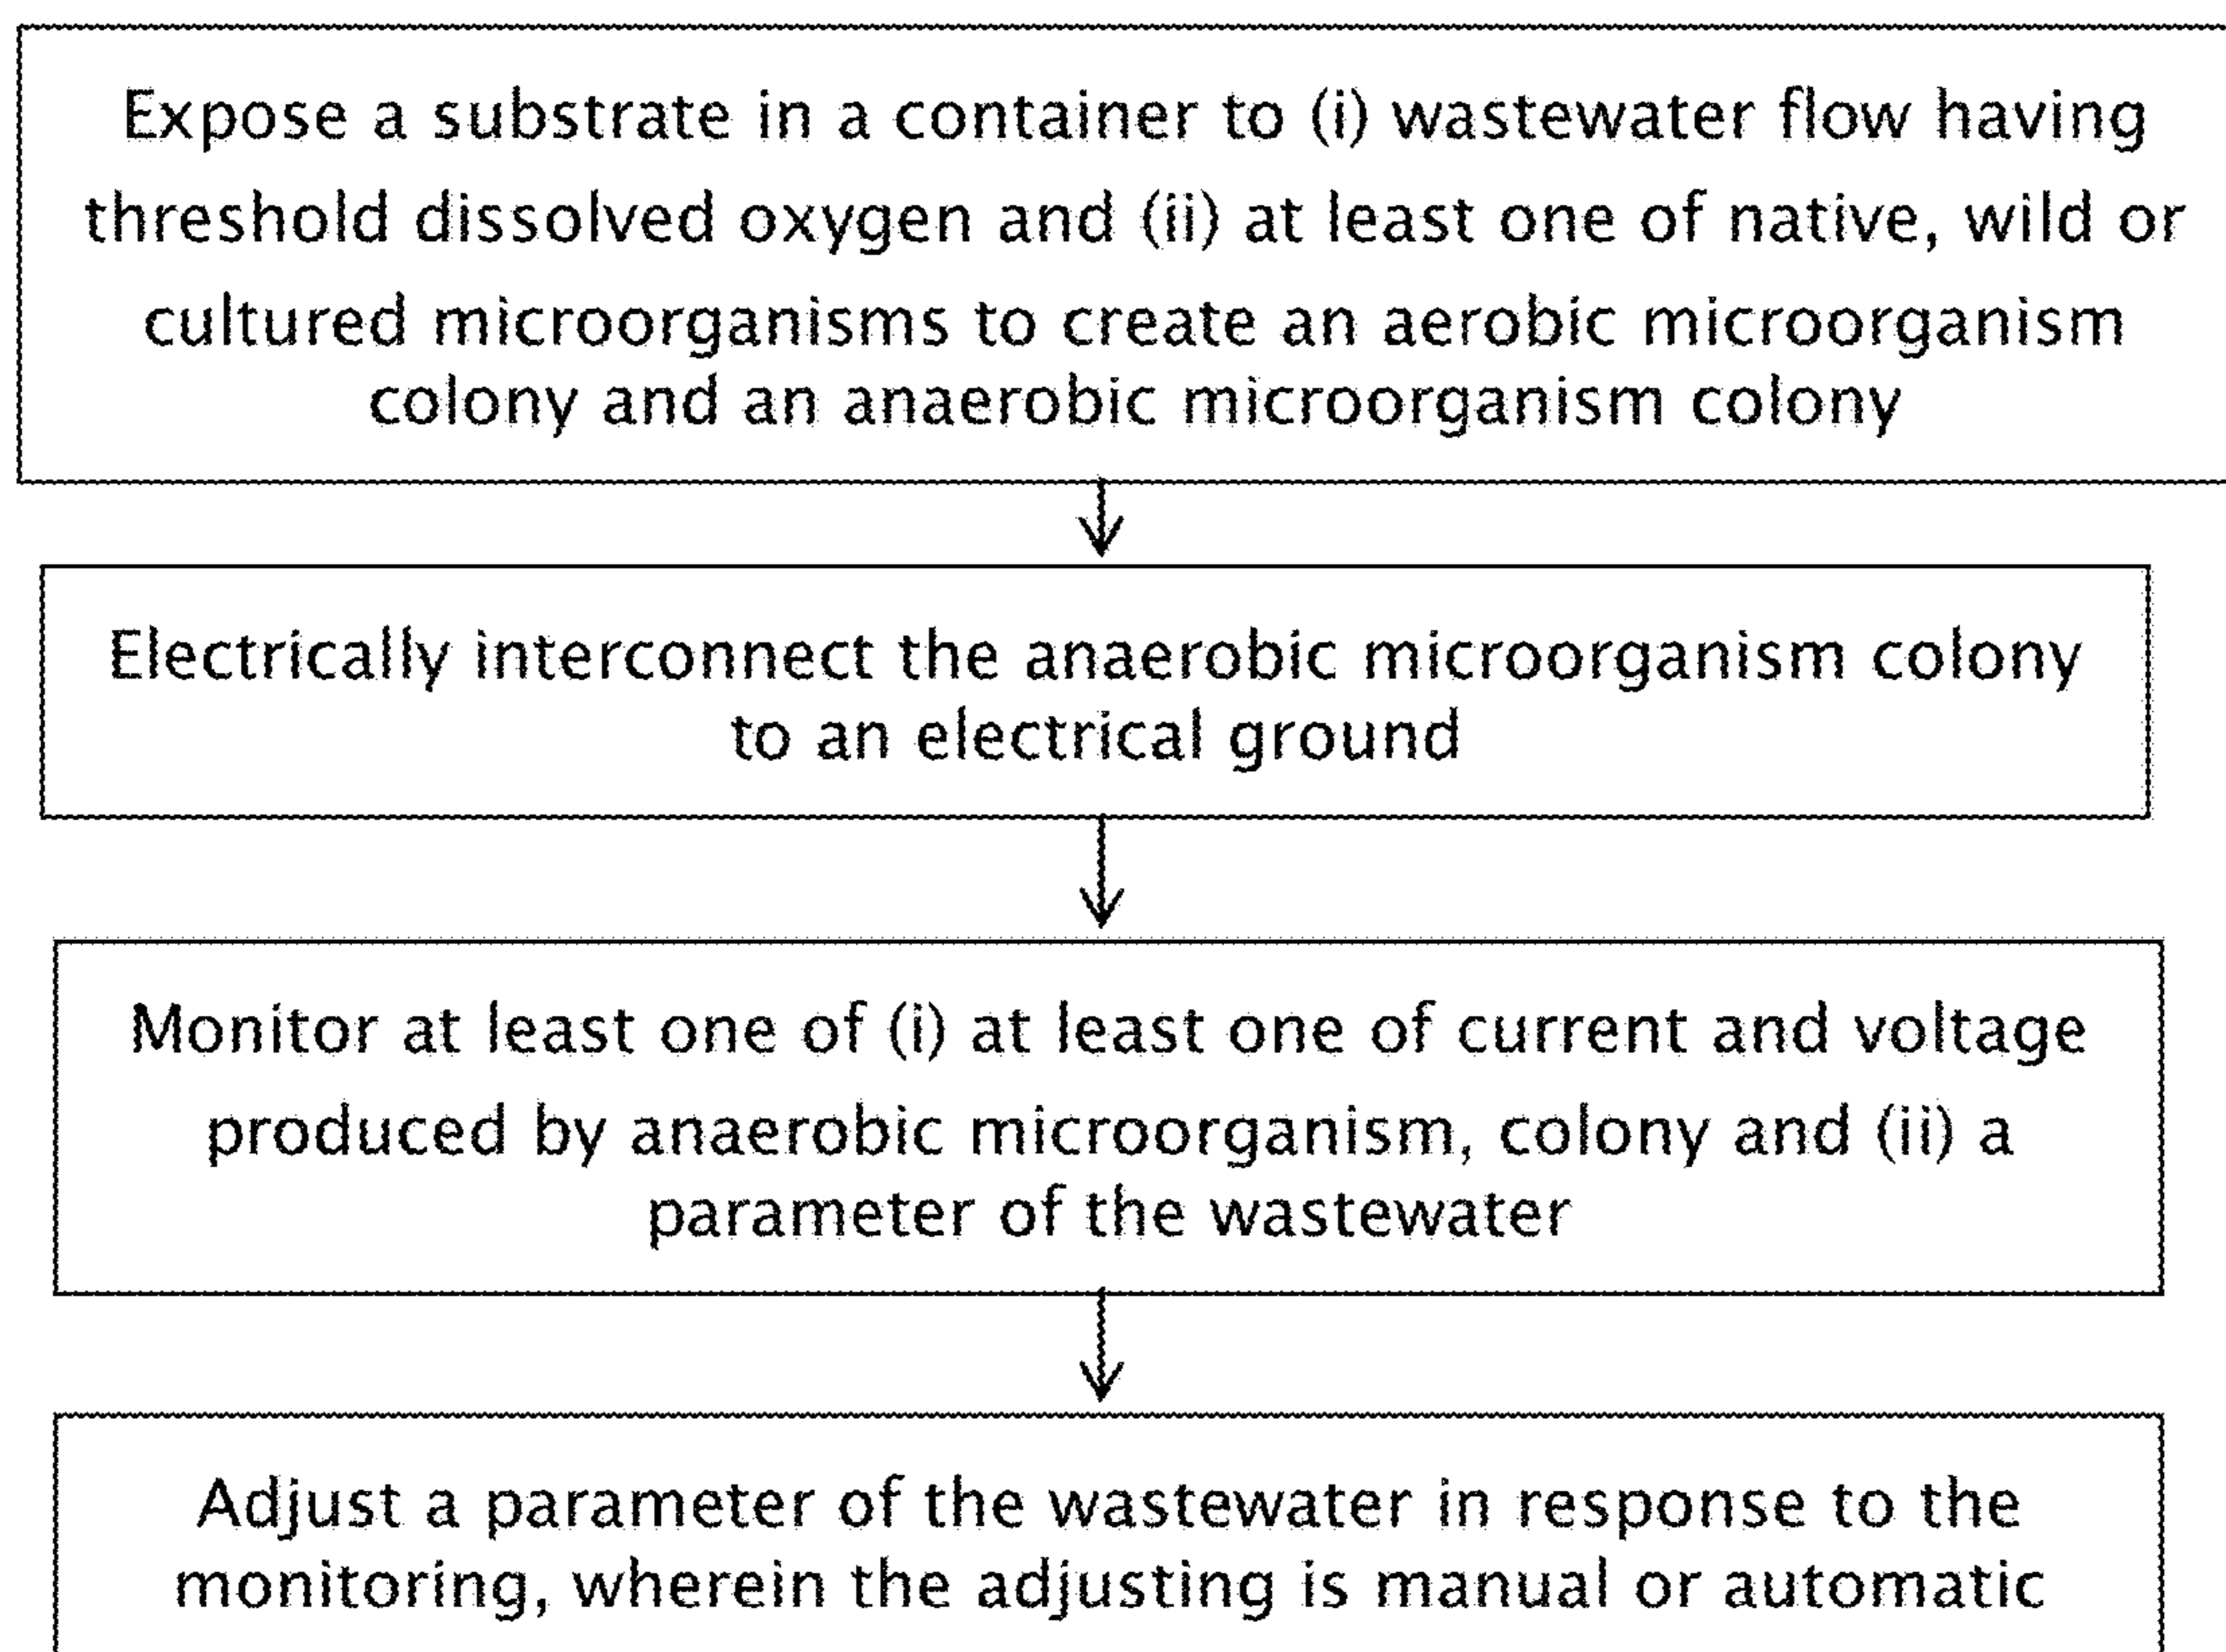 Expose a substrate in a container to (i) wastewater flow having
threshold dissolved oxygen and (ii) at least one of native, wild or
cultured microorganisms to create an aerobic microorganism
colony and an anaerobic microorganism colony
Electrically interconnect the anaerobic microorganism colony
to an electrical ground
Monitor at least one of (i) at least one of current and voltage
produced by anaerobic microorganism, colony and (ii) a
parameter of the wastewater
Adjust a parameter of the wastewater in response to the
monitoring, wherein the adjusting is manual or automatic